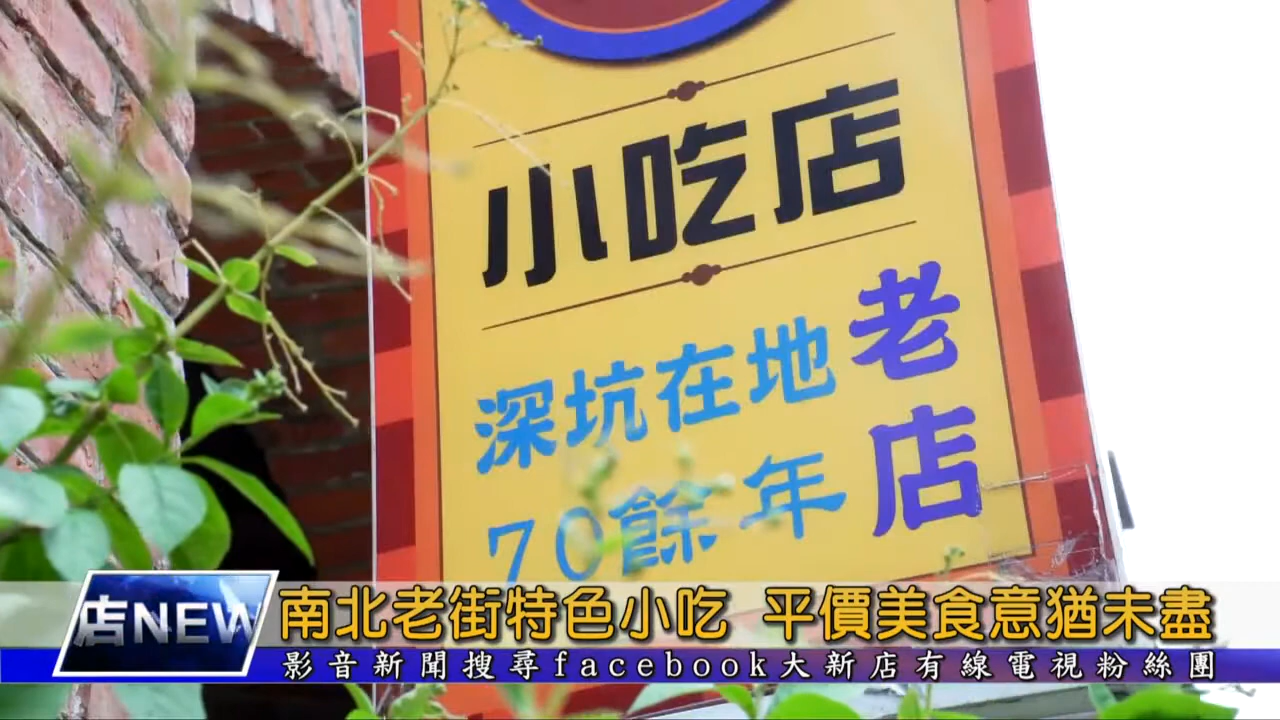 小吃店
深坑在地
70餘年
老店
店NEW
南北老街特色小吃 平價美食意猶未盡
影音新聞搜尋facebook大新店有線電視粉絲團